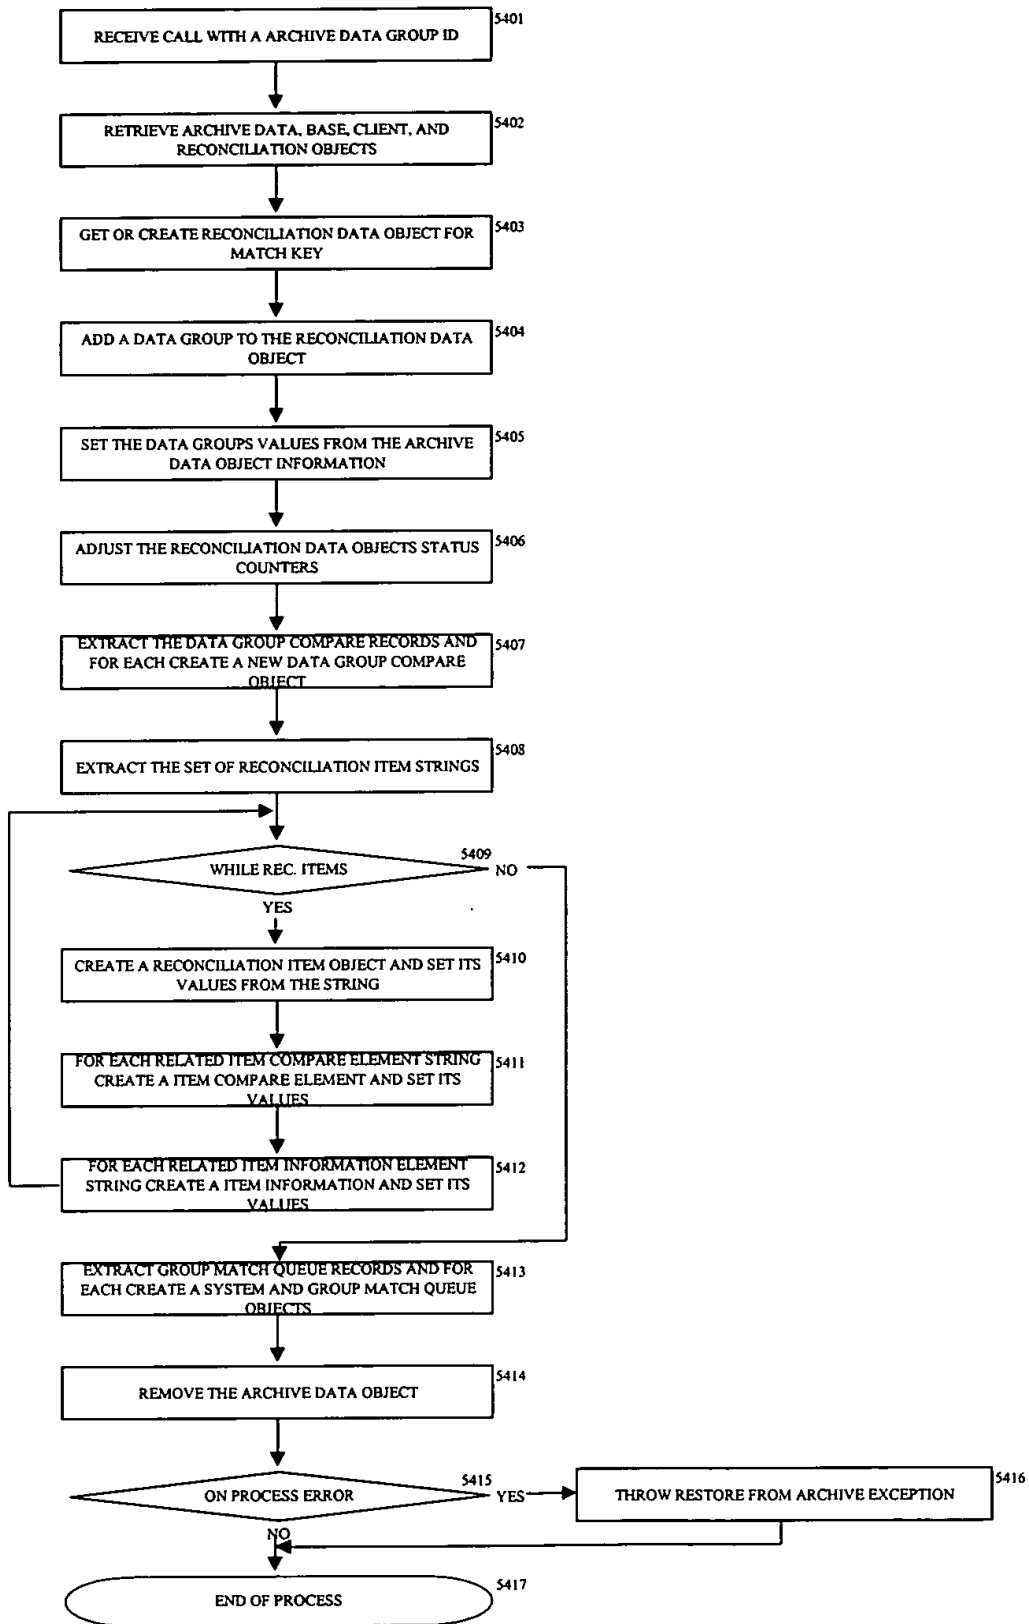 5401
RECEIVE CALL WITH A ARCHIVE DATA GROUP ID
5402
RETRIEVE ARCHIVE DATA, BASE, CLIENT, AND
RECONCILIATION OBJECTS
5403
GET OR CREATE RECONCILIATION DATA OBJECT FOR
MATCH KEY
5404
ADD A DATA GROUP TO THE RECONCILIATION DATA
OBJECT
5405
SET THE DATA GROUPS VALUES FROM THE ARCHIVE
DATA OBJECT INFORMATION
5406
ADJUST THE RECONCILIATION DATA OBJECTS STATUS
COUNTERS
5407
EXTRACT THE DATA GROUP COMPARE RECORDS AND
FOR EACH CREATE A NEW DATA GROUP COMPARE
OBJECT
5408
EXTRACT THE SET OF RECONCILIATION ITEM STRINGS
5409
WHILE REC. ITEMS
NO
YES
5410
CREATE A RECONCILIATION ITEM OBJECT AND SET ITS
VALUES FROM THE STRING
5411
FOR EACH RELATED ITEM COMPARE ELEMENT STRING
CREATE A ITEM COMPARE ELEMENT AND SET ITS
VALUES
5412
FOR EACH RELATED ITEM INFORMATION ELEMENT
STRING CREATE A ITEM INFORMATION AND SET ITS
VALUES
5413
EXTRACT GROUP MATCH QUEUE RECORDS AND FOR
EACH CREATE A SYSTEM AND GROUP MATCH QUEUE
OBJECTS
5414
REMOVE THE ARCHIVE DATA OBJECT
5415
ON PROCESS ERROR
YES
5416
THROW RESTORE FROM ARCHIVE EXCEPTION
NO
5417
END OF PROCESS